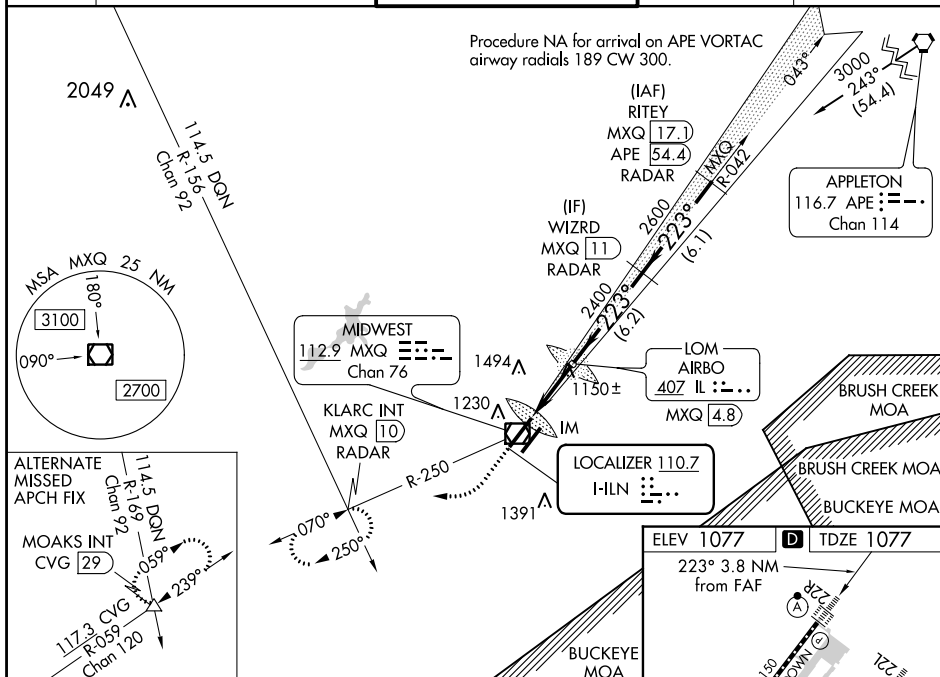 Procedure NA for arrival on APE VORTAC
airway radials 189 CW 300.
2049
114.5 DQN
R-156
Chan 92
(IAF)
RITEY
MXQ 17.1
APE 54.4
RADAR
043°
3000
243°
(54.4)
MXQ
R-042
APPLETON
116.7 APE
Chan 114
(IF)
WIZRD
MXQ 11
RADAR
2600
223°
(6.1)
2400
223°
(6.2)
MSA MXQ 25 NM
180°
3100
090°
2700
MIDWEST
112.9 MXQ
Chan 76
1494
1150±
LOM
AIRBO
407 IL
MXQ 4.8
1230
IM
KLARC INT
MXQ 10
RADAR
R-250
LOCALIZER 110.7
I-ILN
1391
070°
250°
BRUSH CREEK
MOA
BRUSH CREEK MOA
BUCKEYE MOA
BUCKEYE
MOA
ALTERNATE
MISSED
APCH FIX
114.5 DQN
R-169
Chan 92
MOAKS INT
CVG 29
059°
239°
117.3 CVG
R-059
Chan 120
ELEV 1077
D
TDZE 1077
223° 3.8 NM
from FAF
22R
A
P
22L
150
OWN